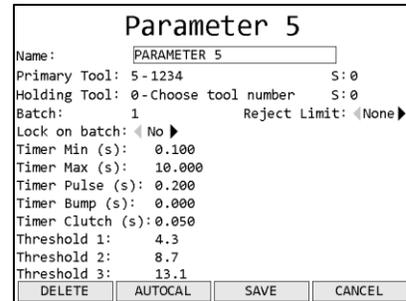 Parameter 5
Name: PARAMETER 5
Primary Tool: 5-1234 S:0
Holding Tool: 0-Choose tool number S:0
Batch: 1 Reject Limit: ◀None▶
Lock on batch: ◀ No ▶
Timer Min (s): 0.100
Timer Max (s): 10.000
Timer Pulse (s): 0.200
Timer Bump (s): 0.000
Timer Clutch (s): 0.050
Threshold 1: 4.3
Threshold 2: 8.7
Threshold 3: 13.1
DELETE AUTOCAL SAVE CANCEL